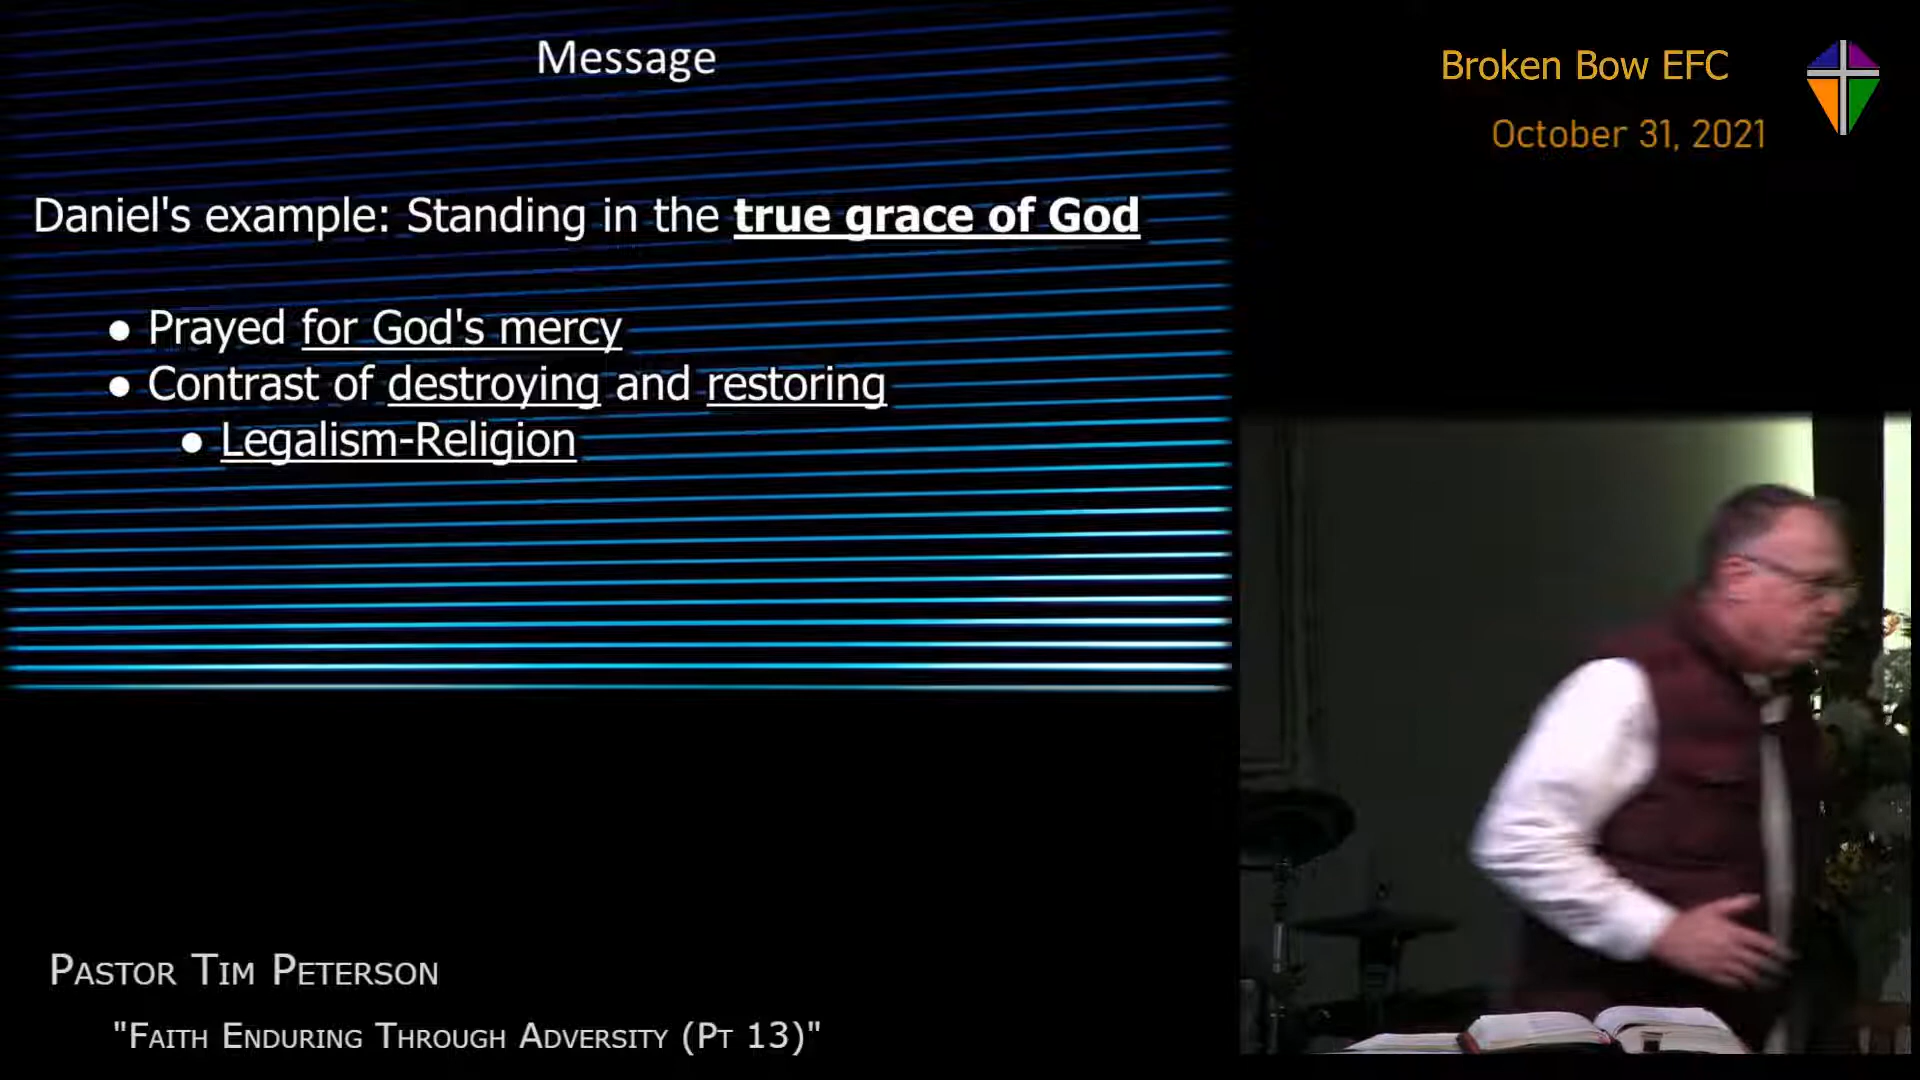 Message
Broken Bow EFC
October 31, 2021
Daniel's example: Standing in the true grace of God
● Prayed for God's mercy
● Contrast of destroying and restoring
● Legalism-Religion
PASTOR TIM PETERSON
"FAITH ENDURING THROUGH ADVERSITY (PT 13)"